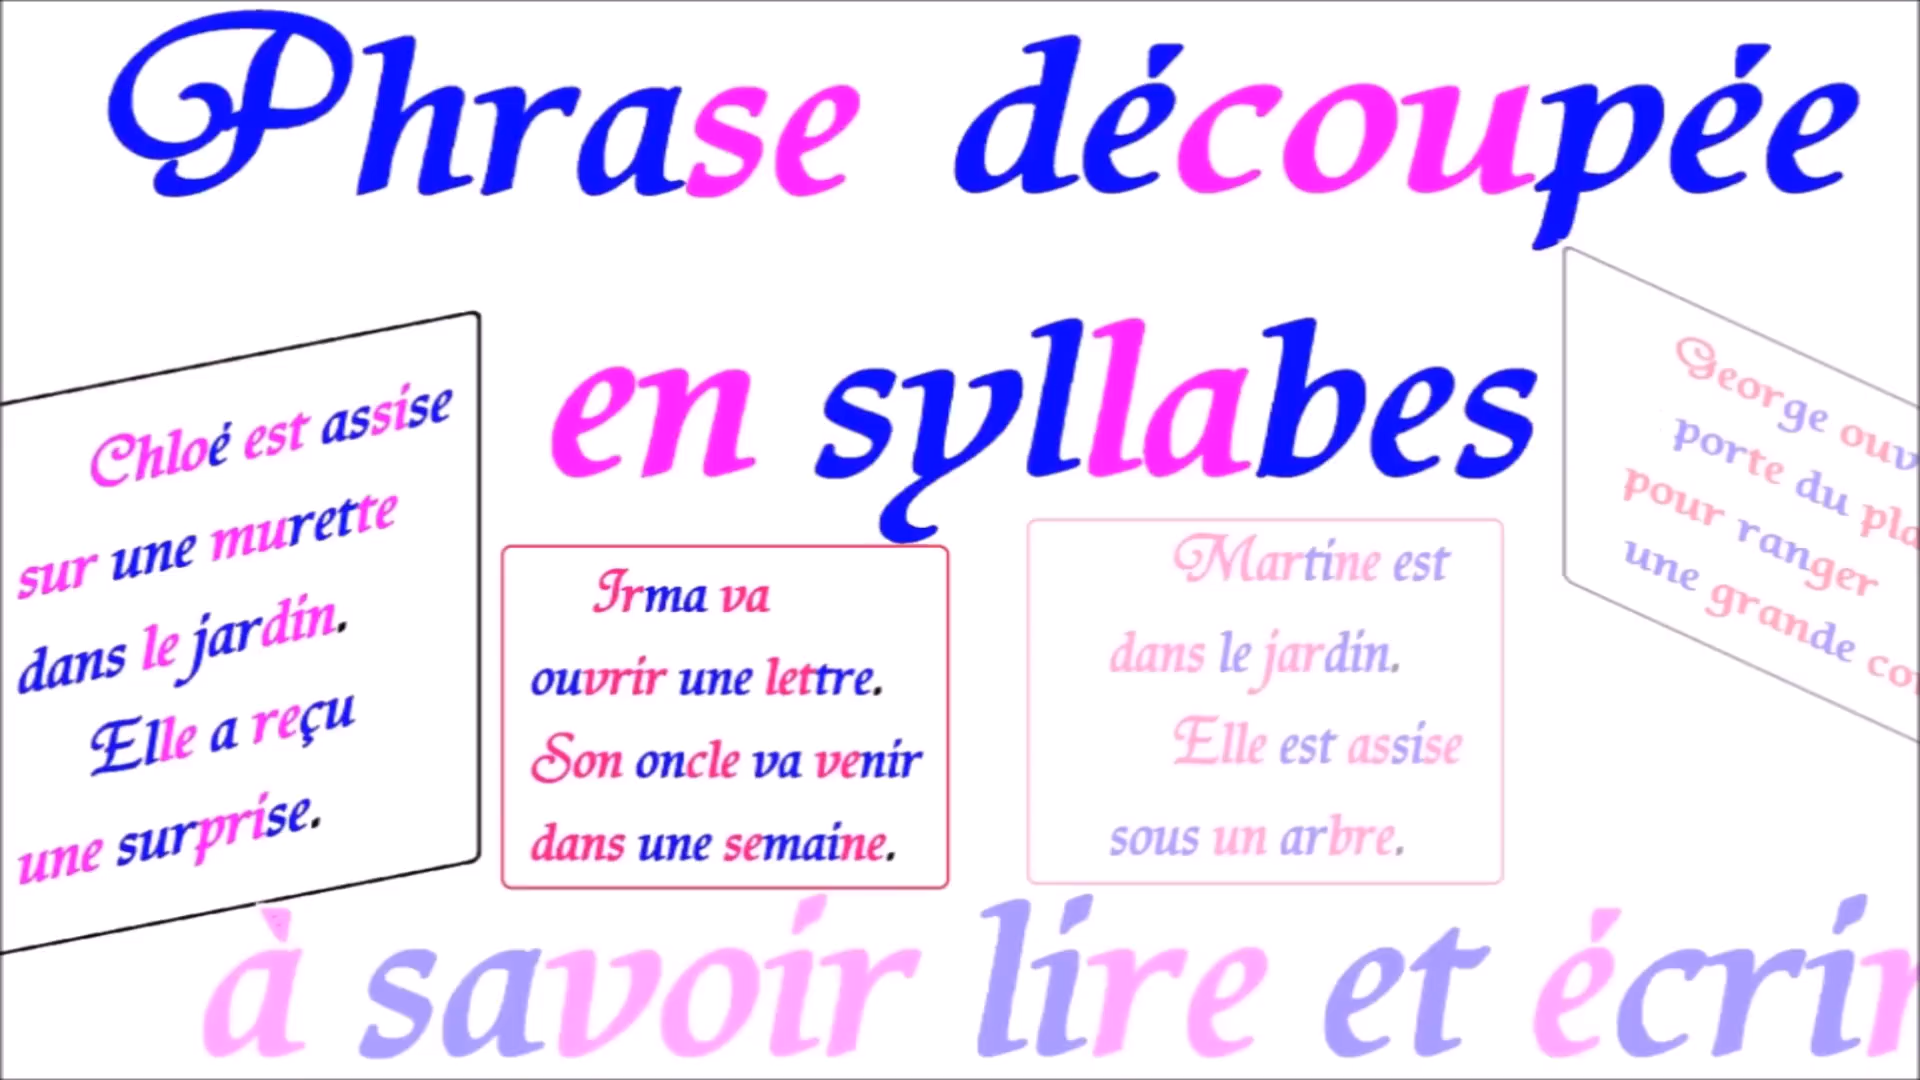 Phrase découpée
en syllabes
Chloé est assise
sur une murette
dans le jardin.
Elle a reçu
une surprise.
Irma va
ouvrir une lettre.
Son oncle va venir
dans une semaine.
Martine est
dans le jardin.
Elle est assise
sous un arbre.
George
porte du
pour ranger
une grande
à savoir lire et